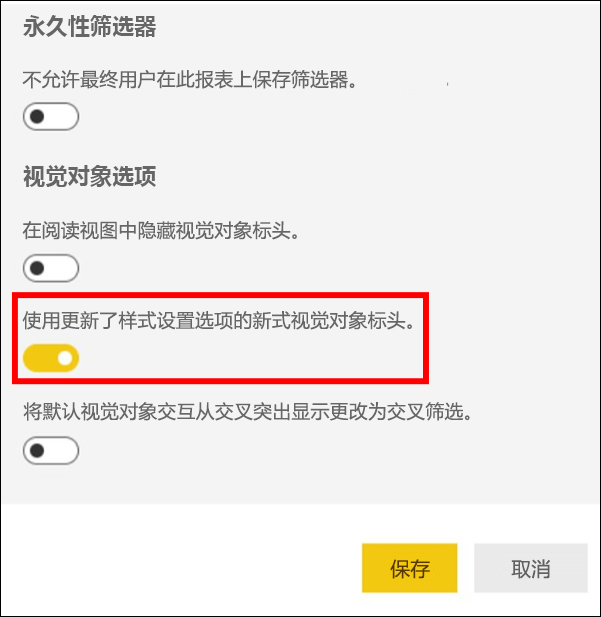 永久性筛选器
不允许最终用户在此报表上保存筛选器。
视觉对象选项
在阅读视图中隐藏视觉对象标头。
使用更新了样式设置选项的新式视觉对象标头。
将默认视觉对象交互从交叉突出显示更改为交叉筛选。
保存
取消